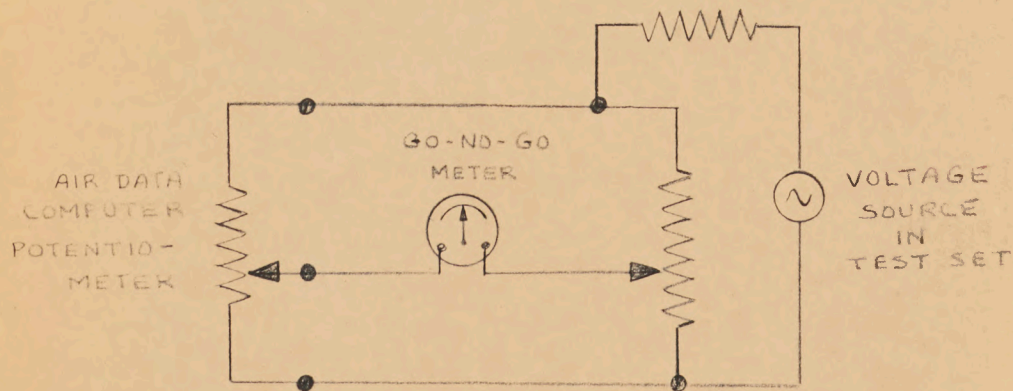 GO-NO-GO
METER
AIR DATA
COMPUTER
POTENTIO-
METER
VOLTAGE
SOURCE
IN
TEST SET